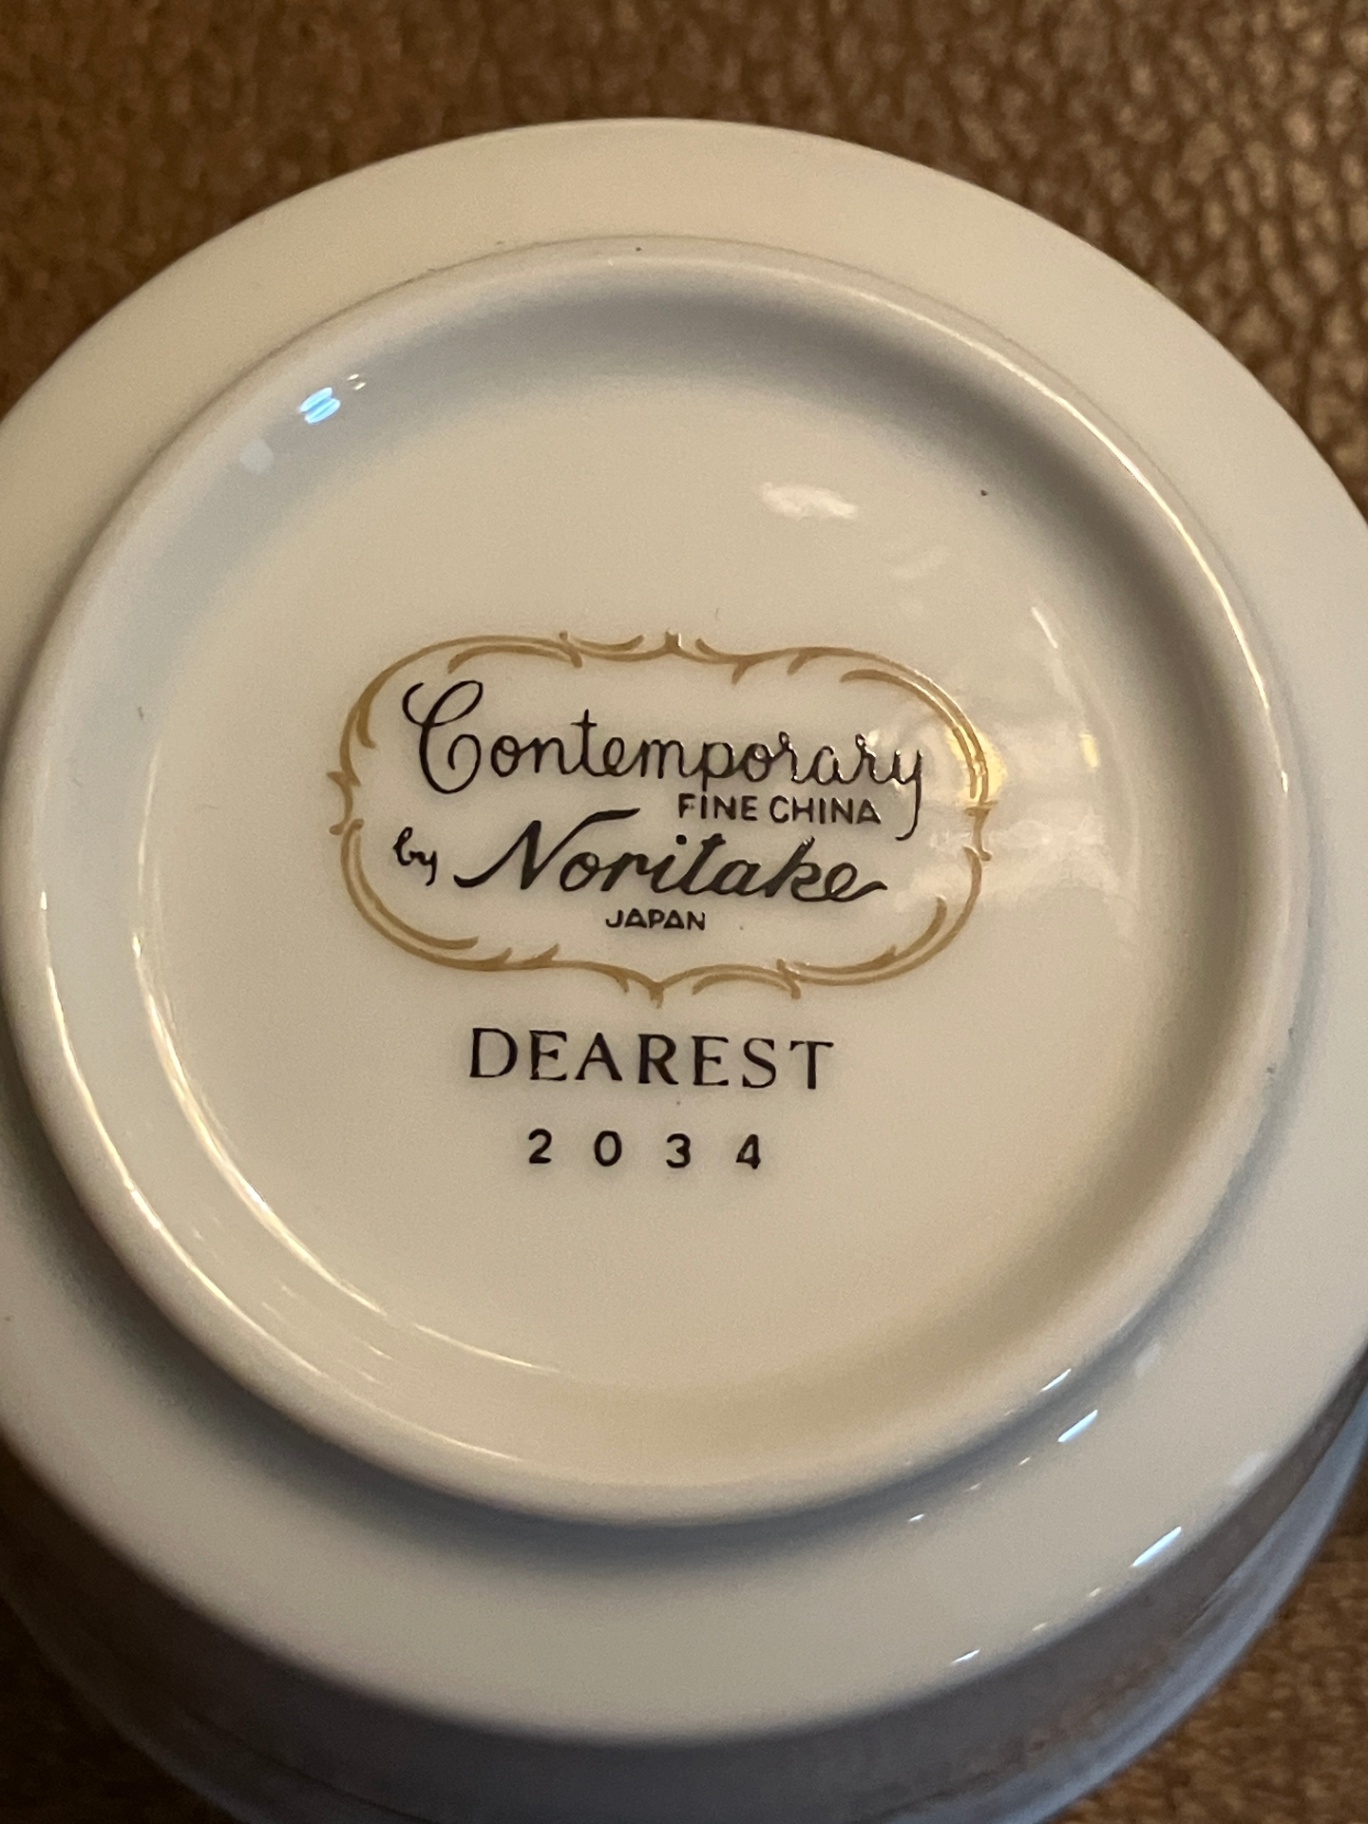 Contemporary
FINE CHINA
by Noritake
JAPAN
DEAREST
2034